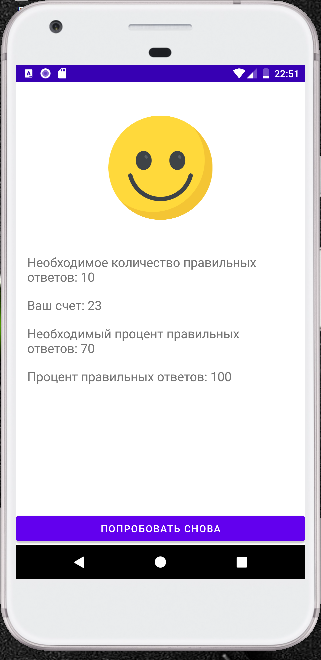 22:51
Необходимое количество правильных
ответов: 10
Ваш счет: 23
Необходимый процент правильных
ответов: 70
Процент правильных ответов: 100
ПОПРОБОВАТЬ СНОВА